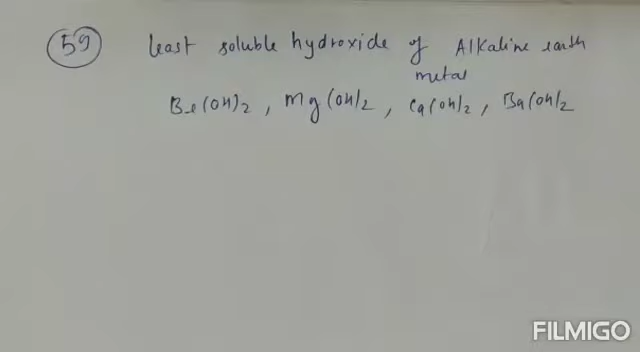 59 least soluble hydroxide of Alkaline earth
metal
Be(OH)2, Mg(OH)2, Ca(OH)2, Ba(OH)2
FILMIGO